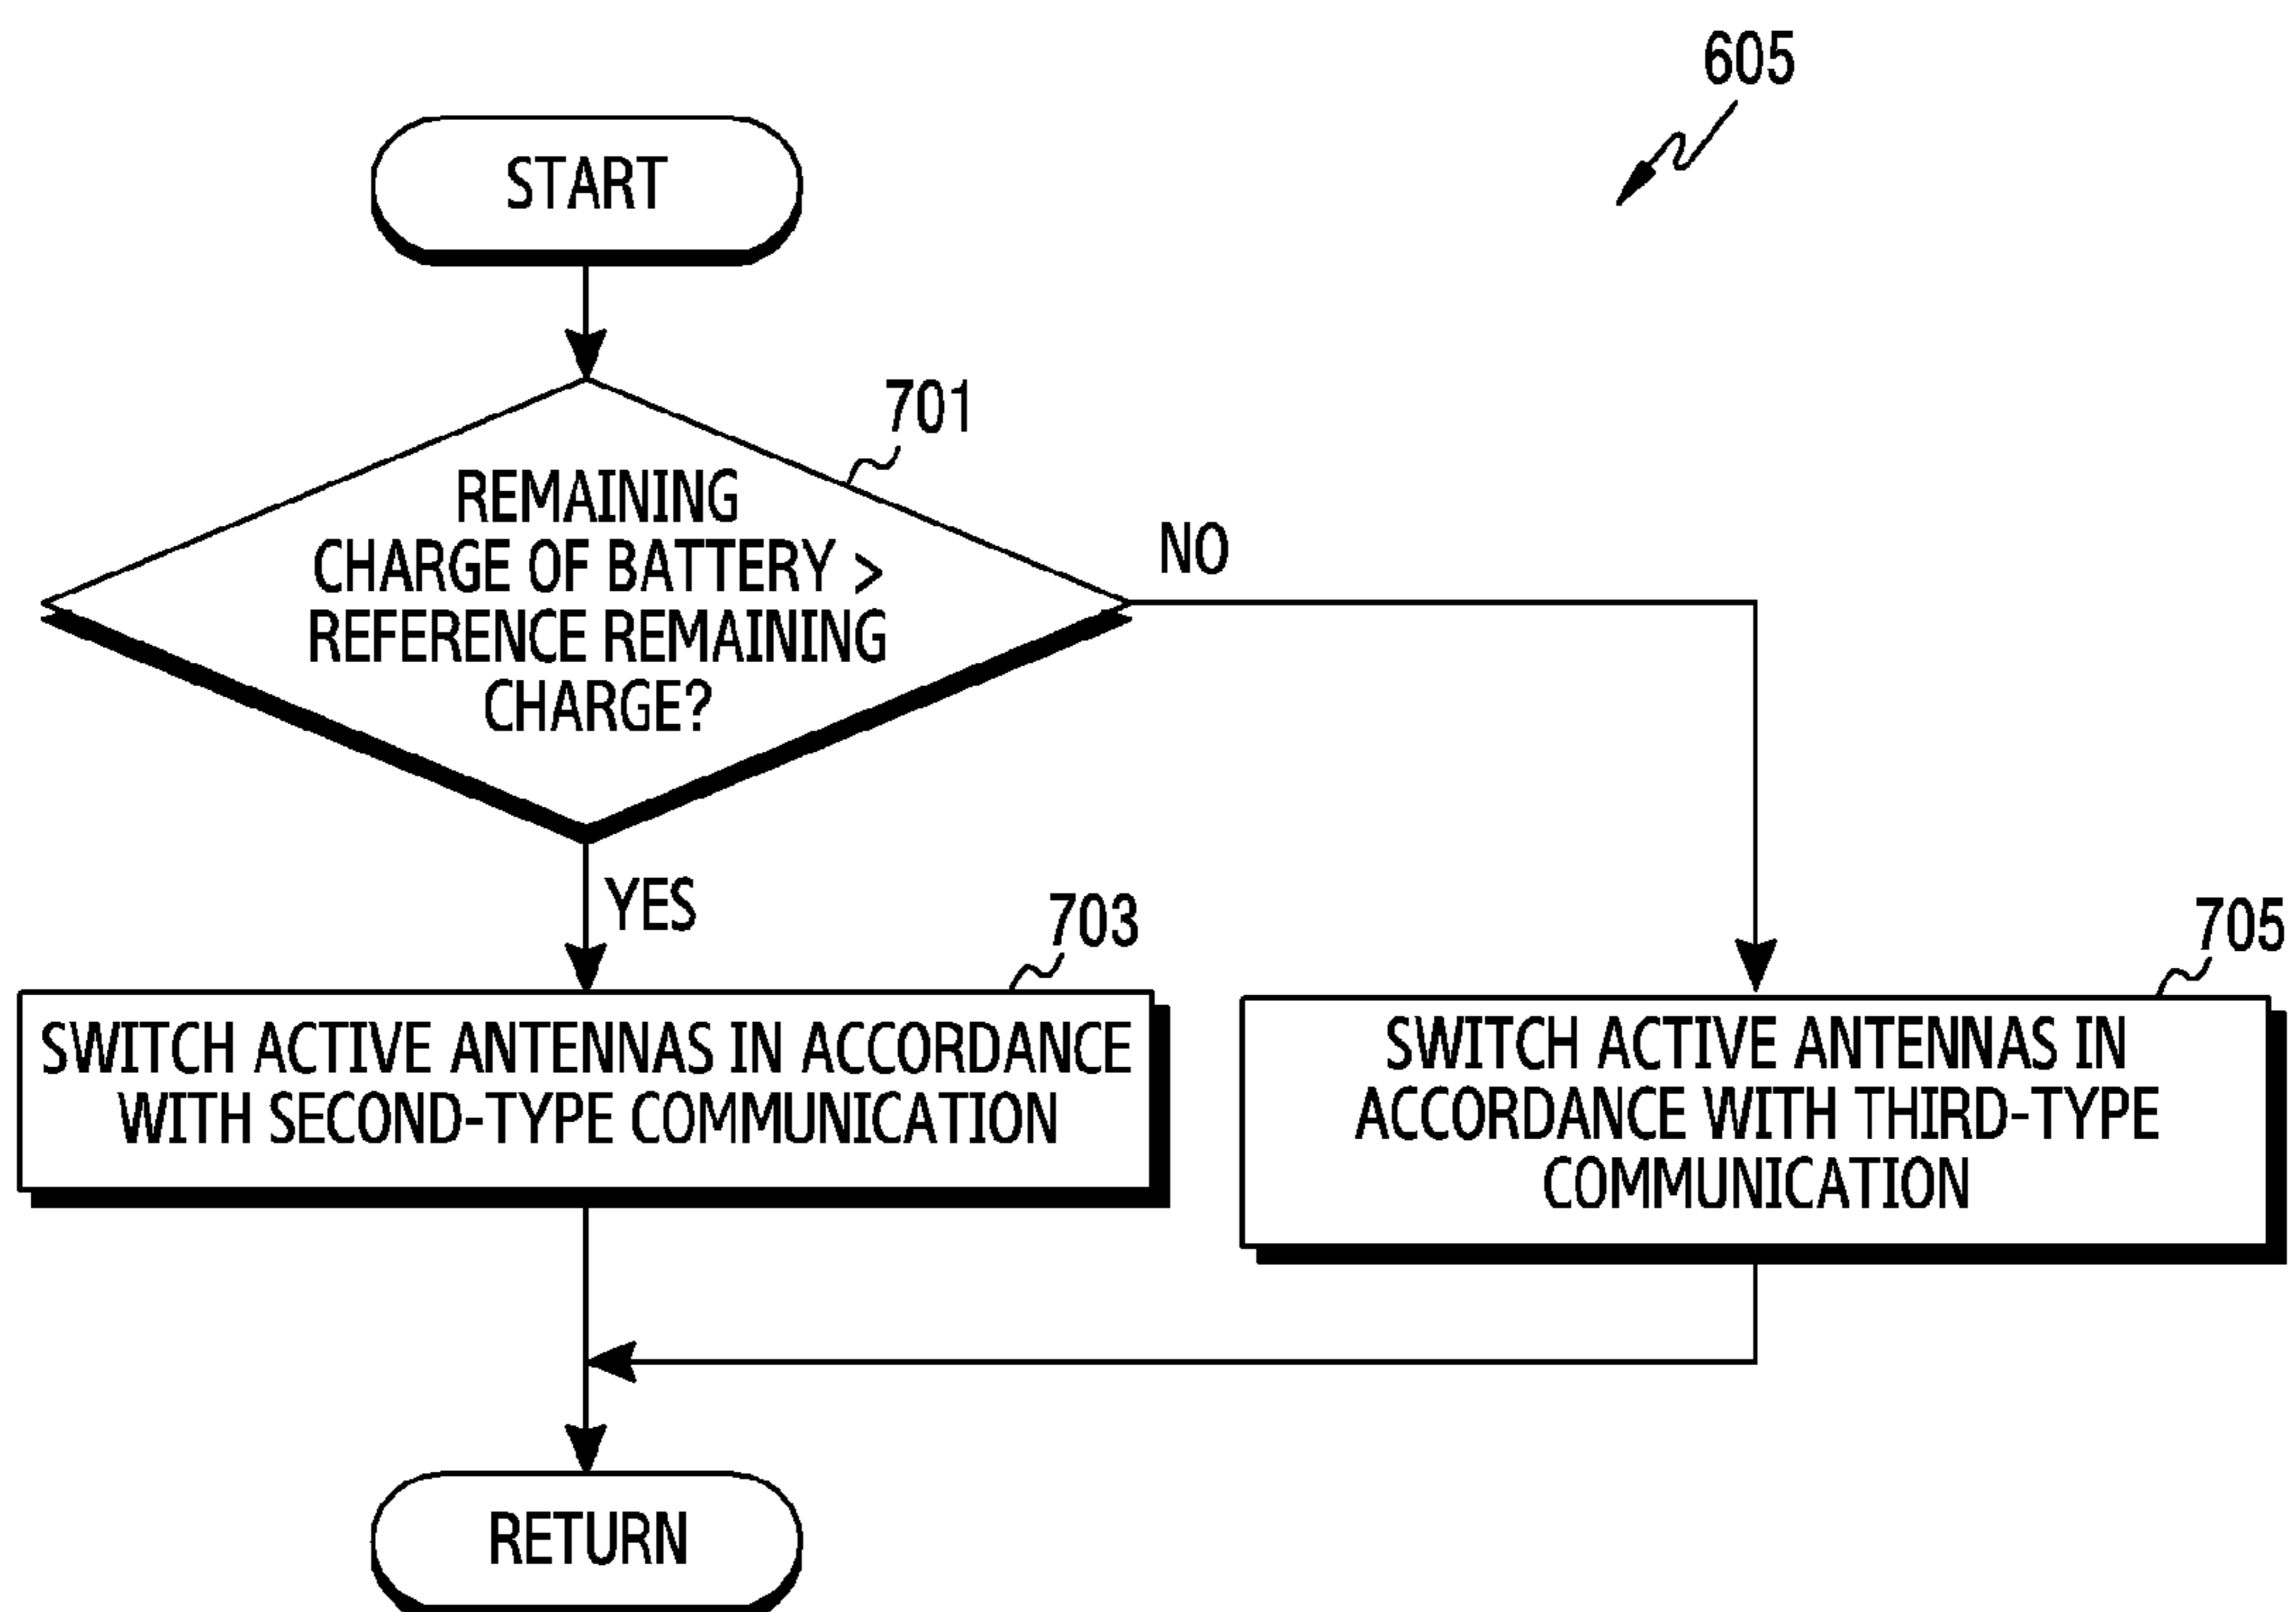 605
START
701
REMAINING
CHARGE OF BATTERY >
REFERENCE REMAINING
CHARGE?
NO
YES
703
SWITCH ACTIVE ANTENNAS IN ACCORDANCE
WITH SECOND-TYPE COMMUNICATION
705
SWITCH ACTIVE ANTENNAS IN
ACCORDANCE WITH THIRD-TYPE
COMMUNICATION
RETURN